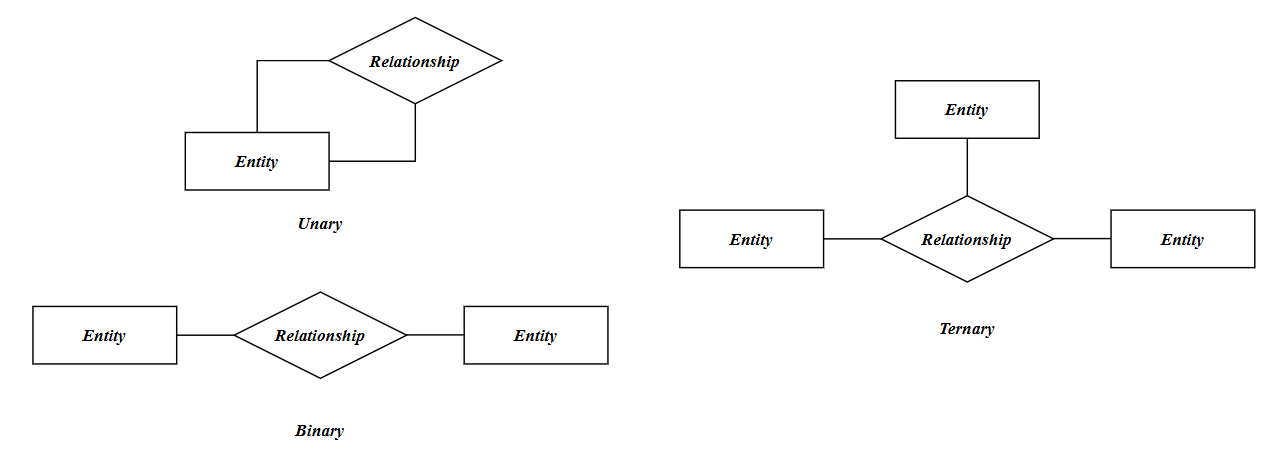 Relationship
Entity
Unary
Entity
Relationship
Entity
Binary
Entity
Entity
Relationship
Entity
Ternary